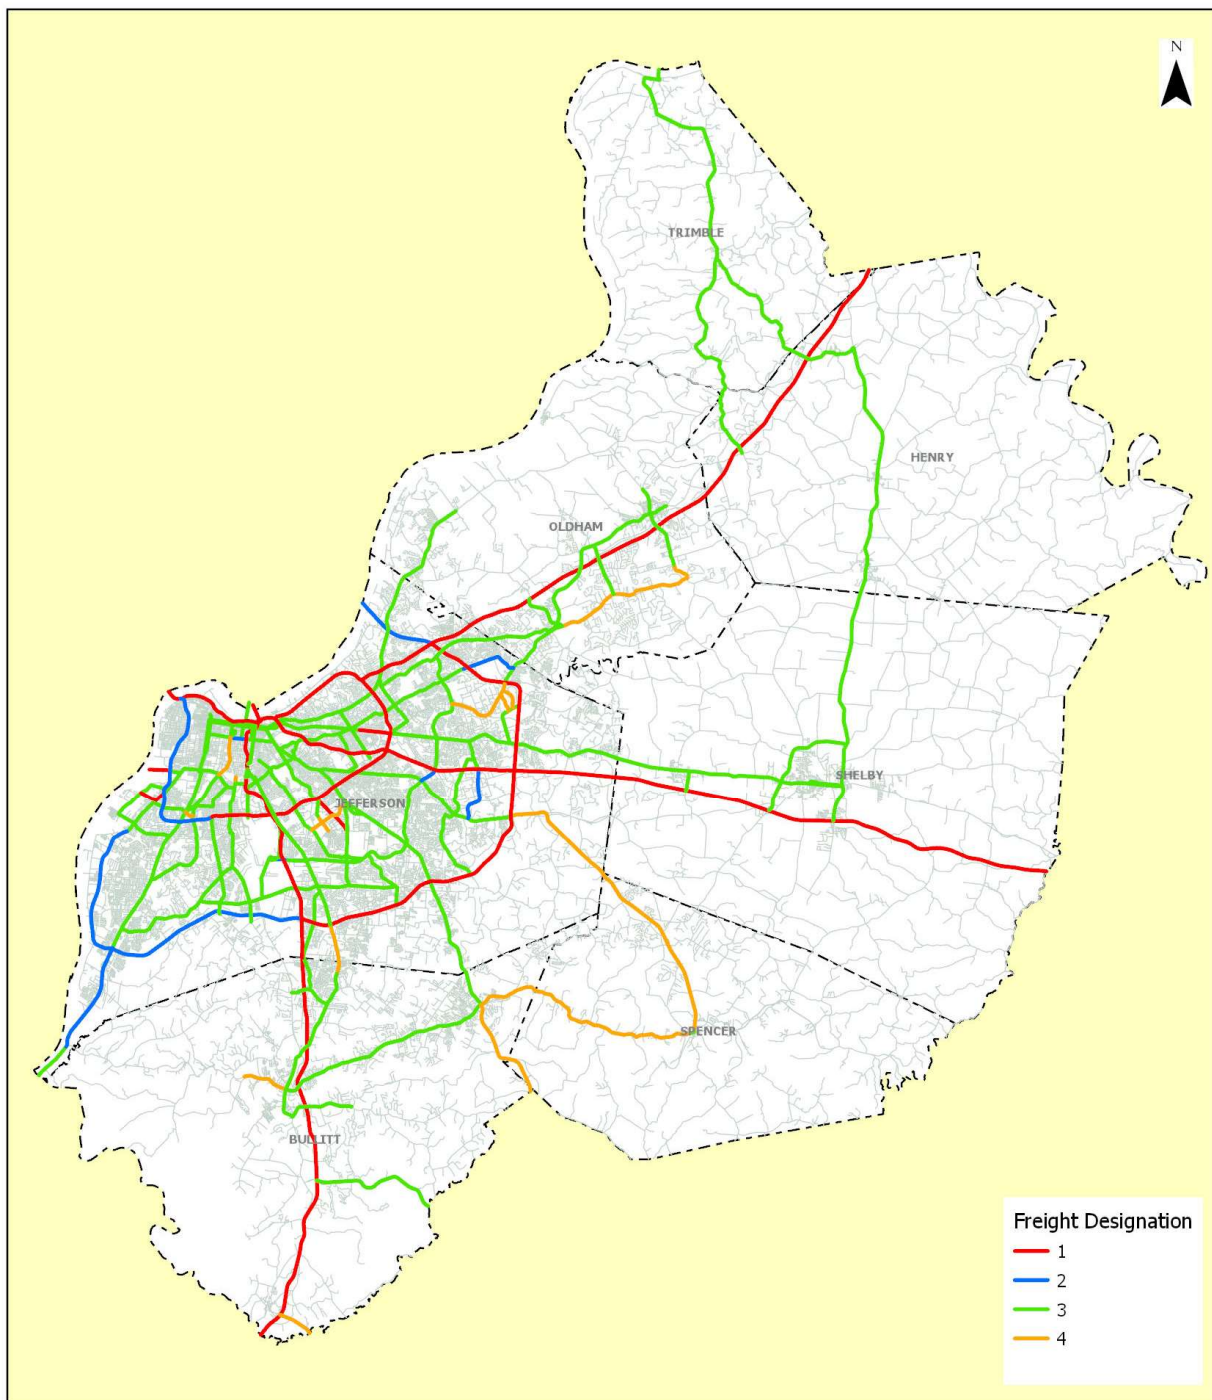 N
TRIMBLE
HENRY
OLDHAM
SHELBY
JEFFERSON
SPENCER
BULLITT
Freight Designation
1
2
3
4